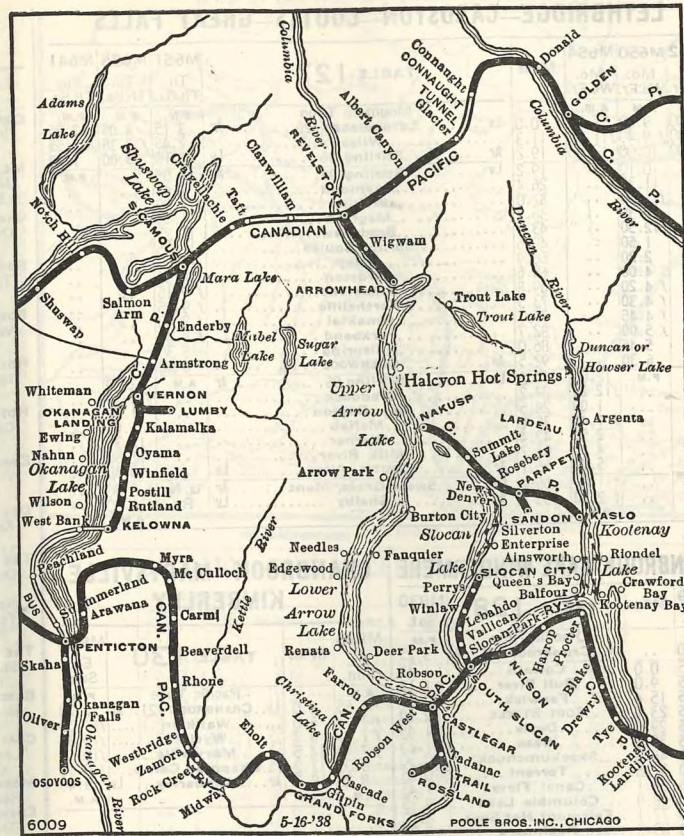 LETHBRIDGE
Adams
Lake
Columbia
River
Shuswap
Lake
Craigellachie
Taft
Clanwilliam
REVELSTOKE
Albert Canyon
Glacier
CONNAUGHT
TUNNEL
Connaught
Donald
GOLDEN
C. P.
C. P.
Columbia
River
Notch H
SICAMOUS
CANADIAN
PACIFIC
Wigwam
Shuswap
Salmon
Arm
Mara Lake
ARROWHEAD
Trout Lake
Trout Lake
Duncan
River
Duncan or
Howser Lake
P.
Enderby
Mabel
Lake
Sugar
Lake
C.
Armstrong
Whiteman
VERNON
LUMBY
OKANAGAN
LANDING
Kalamalka
Ewing
Nahun
Okanagan
Lake
Oyama
Winfield
Wilson
Postill
Rutland
West Bank
KELOWNA
Upper
Arrow
Lake
Halcyon Hot Springs
NAKUSP
C.
Summit
Lake
LARDEAU
Argenta
Rosebery
PARAPET
P.
Arrow Park
New
Denver
SANDON
KASLO
Burton City
Silverton
Kootenay
Lake
Slocan
Lake
Enterprise
Ainsworth
Riondel
Needles
Fauquier
SLOCAN CITY
Queen's Bay
Crawford
Bay
Edgewood
Lower
Arrow
Lake
Perrys
Balfour
Kootenay Bay
Winlaw
Lebahdo
Vallican
Slocan Park
RY.
Renata
Deer Park
Harrop
Procter
NELSON
Blake
C.
Robson
PAC.
SOUTH SLOCAN
Drewry
Tye
P.
Kootenay
Landing
Peachland
BUS
Summerland
Arawana
Myra
Mc Culloch
CAN.
Carmi
Kettle
River
PENTICTON
Beaverdell
Skaha
PAC.
Rhone
Okanagan
Falls
Oliver
Okanagan
River
Westbridge
Zamora
Rock Creek
Midway
OSOYOOS
Eholt
Christina
Lake
CAN.
Farron
Robson West
CASTLEGAR
Tadanac
TRAIL
ROSSLAND
Cascade
Gilpin
GRAND FORKS
6009
5-16-'38
POOLE BROS. INC., CHICAGO